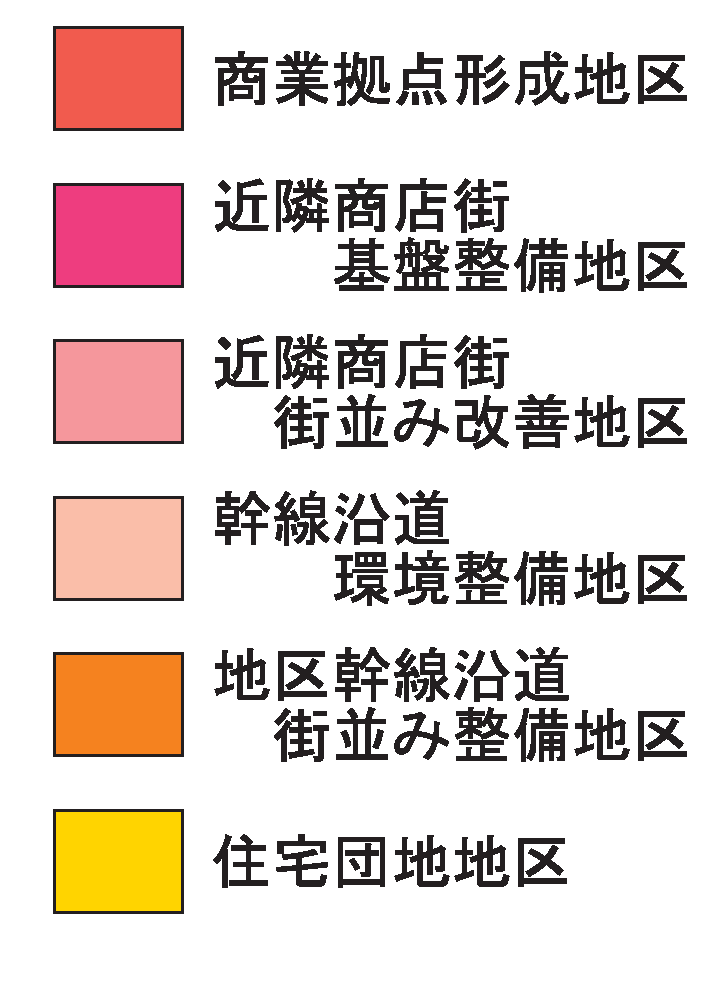 商業拠点形成地区
近隣商店街
基盤整備地区
近隣商店街
街並み改善地区
幹線沿道
環境整備地区
地区幹線沿道
街並み整備地区
住宅団地地区